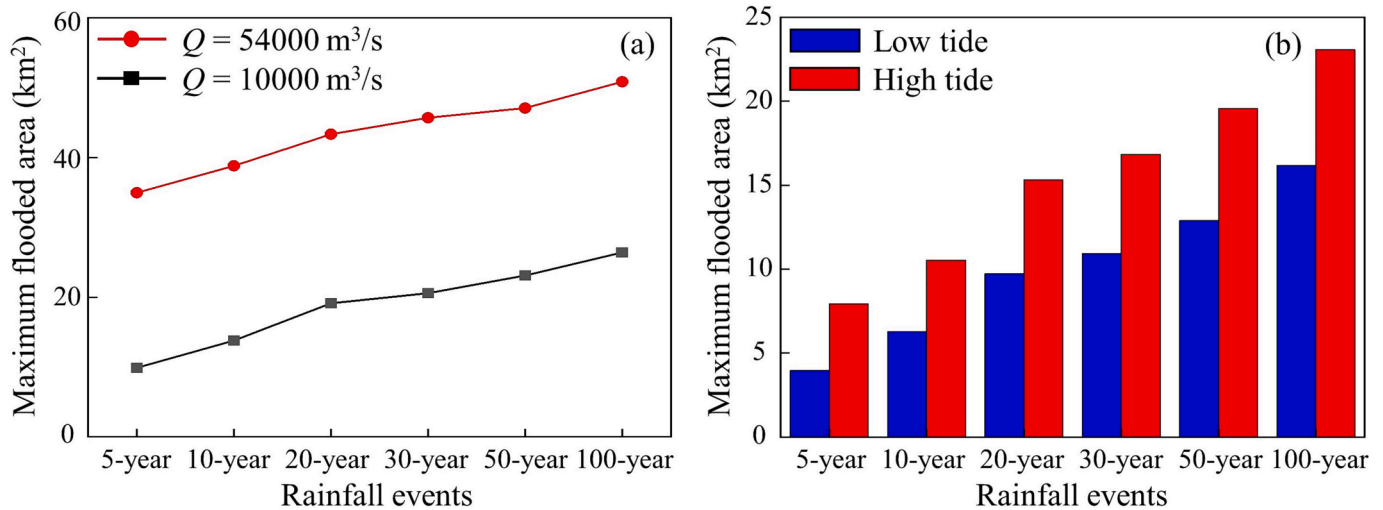 60
40
20
0
Maximum flooded area (km²)
Q = 54000 m³/s
Q = 10000 m³/s
(a)
5-year 10-year 20-year 30-year 50-year 100-year
Rainfall events
25
20
15
10
5
0
Maximum flooded area (km²)
Low tide
High tide
(b)
5-year 10-year 20-year 30-year 50-year 100-year
Rainfall events